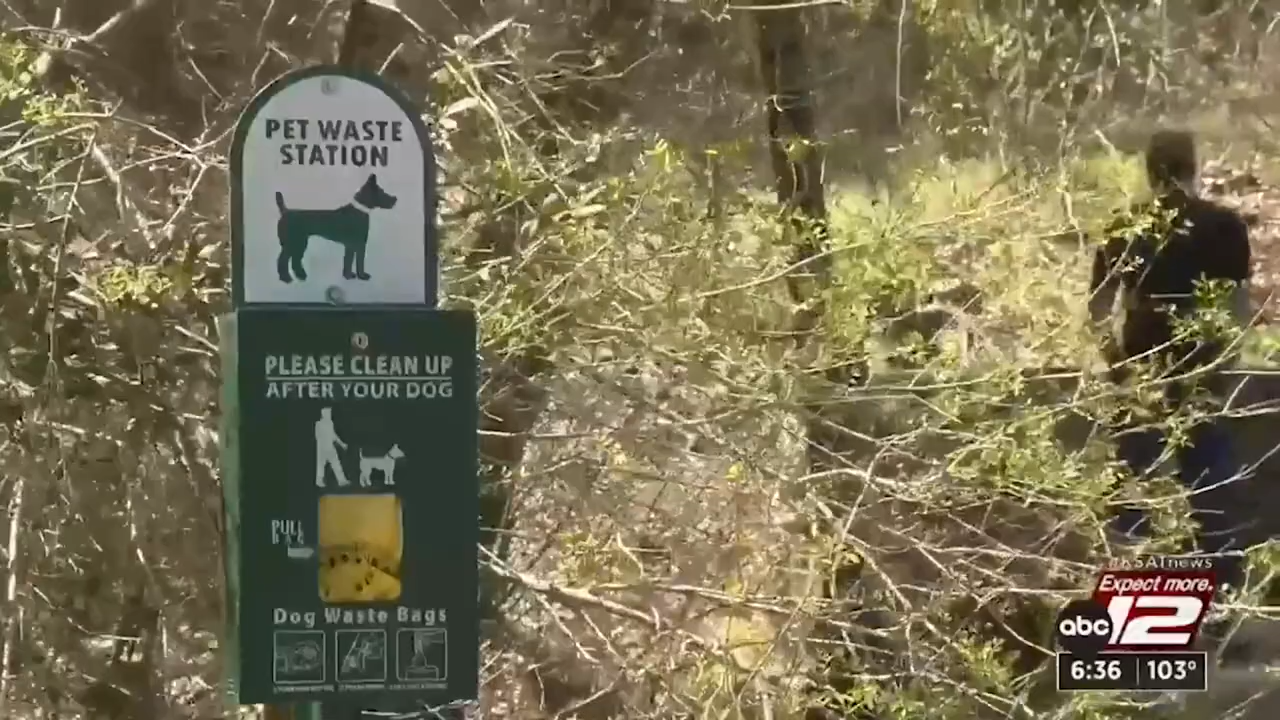 PET WASTE
STATION
PLEASE CLEAN UP
AFTER YOUR DOG
PULL
Dog Waste Bags
#KSATnews
Expect more.
abc 12
6:36 103°